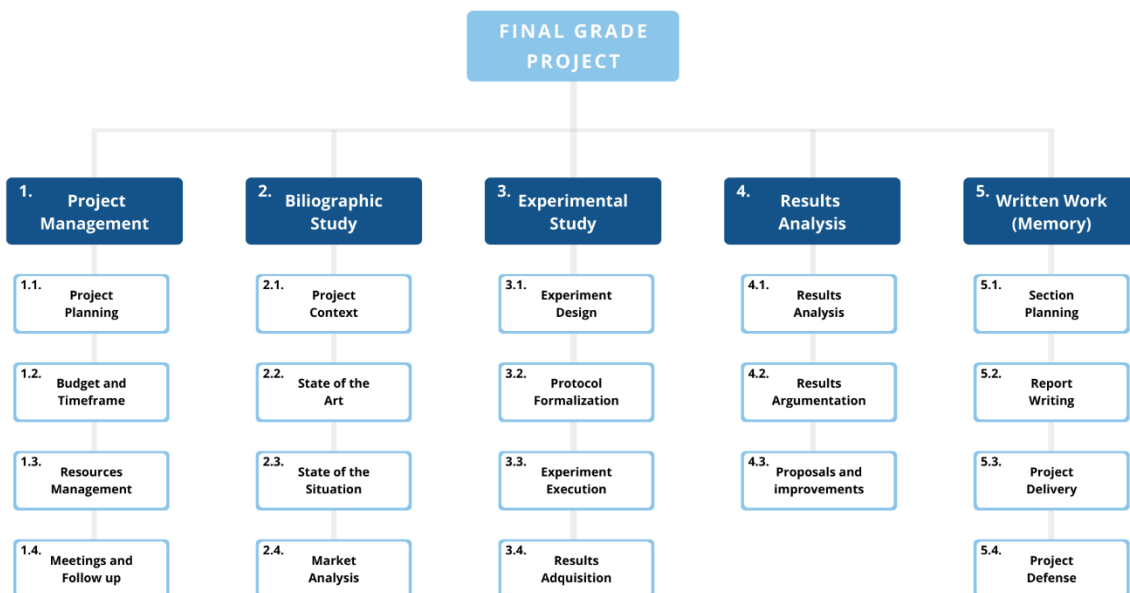 FINAL GRADE
PROJECT
1.
Project
Management
2.
Biliographic
Study
3.
Experimental
Study
4.
Results
Analysis
5.
Written Work
(Memory)
1.1.
Project
Planning
2.1.
Project
Context
3.1.
Experiment
Design
4.1.
Results
Analysis
5.1.
Section
Planning
1.2.
Budget and
Timeframe
2.2.
State of the
Art
3.2.
Protocol
Formalization
4.2.
Results
Argumentation
5.2.
Report
Writing
1.3.
Resources
Management
2.3.
State of the
Situation
3.3.
Experiment
Execution
4.3.
Proposals and
improvements
5.3.
Project
Delivery
1.4.
Meetings and
Follow up
2.4.
Market
Analysis
3.4.
Results
Adquisition
5.4.
Project
Defense